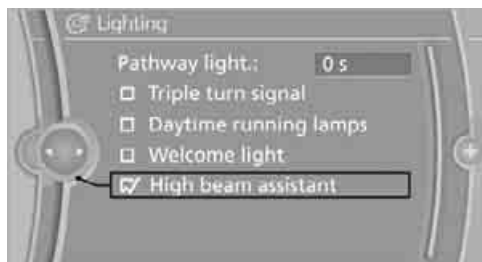 Lighting
Pathway light.: 0 s
Triple turn signal
Daytime running lamps
Welcome light
High beam assistant